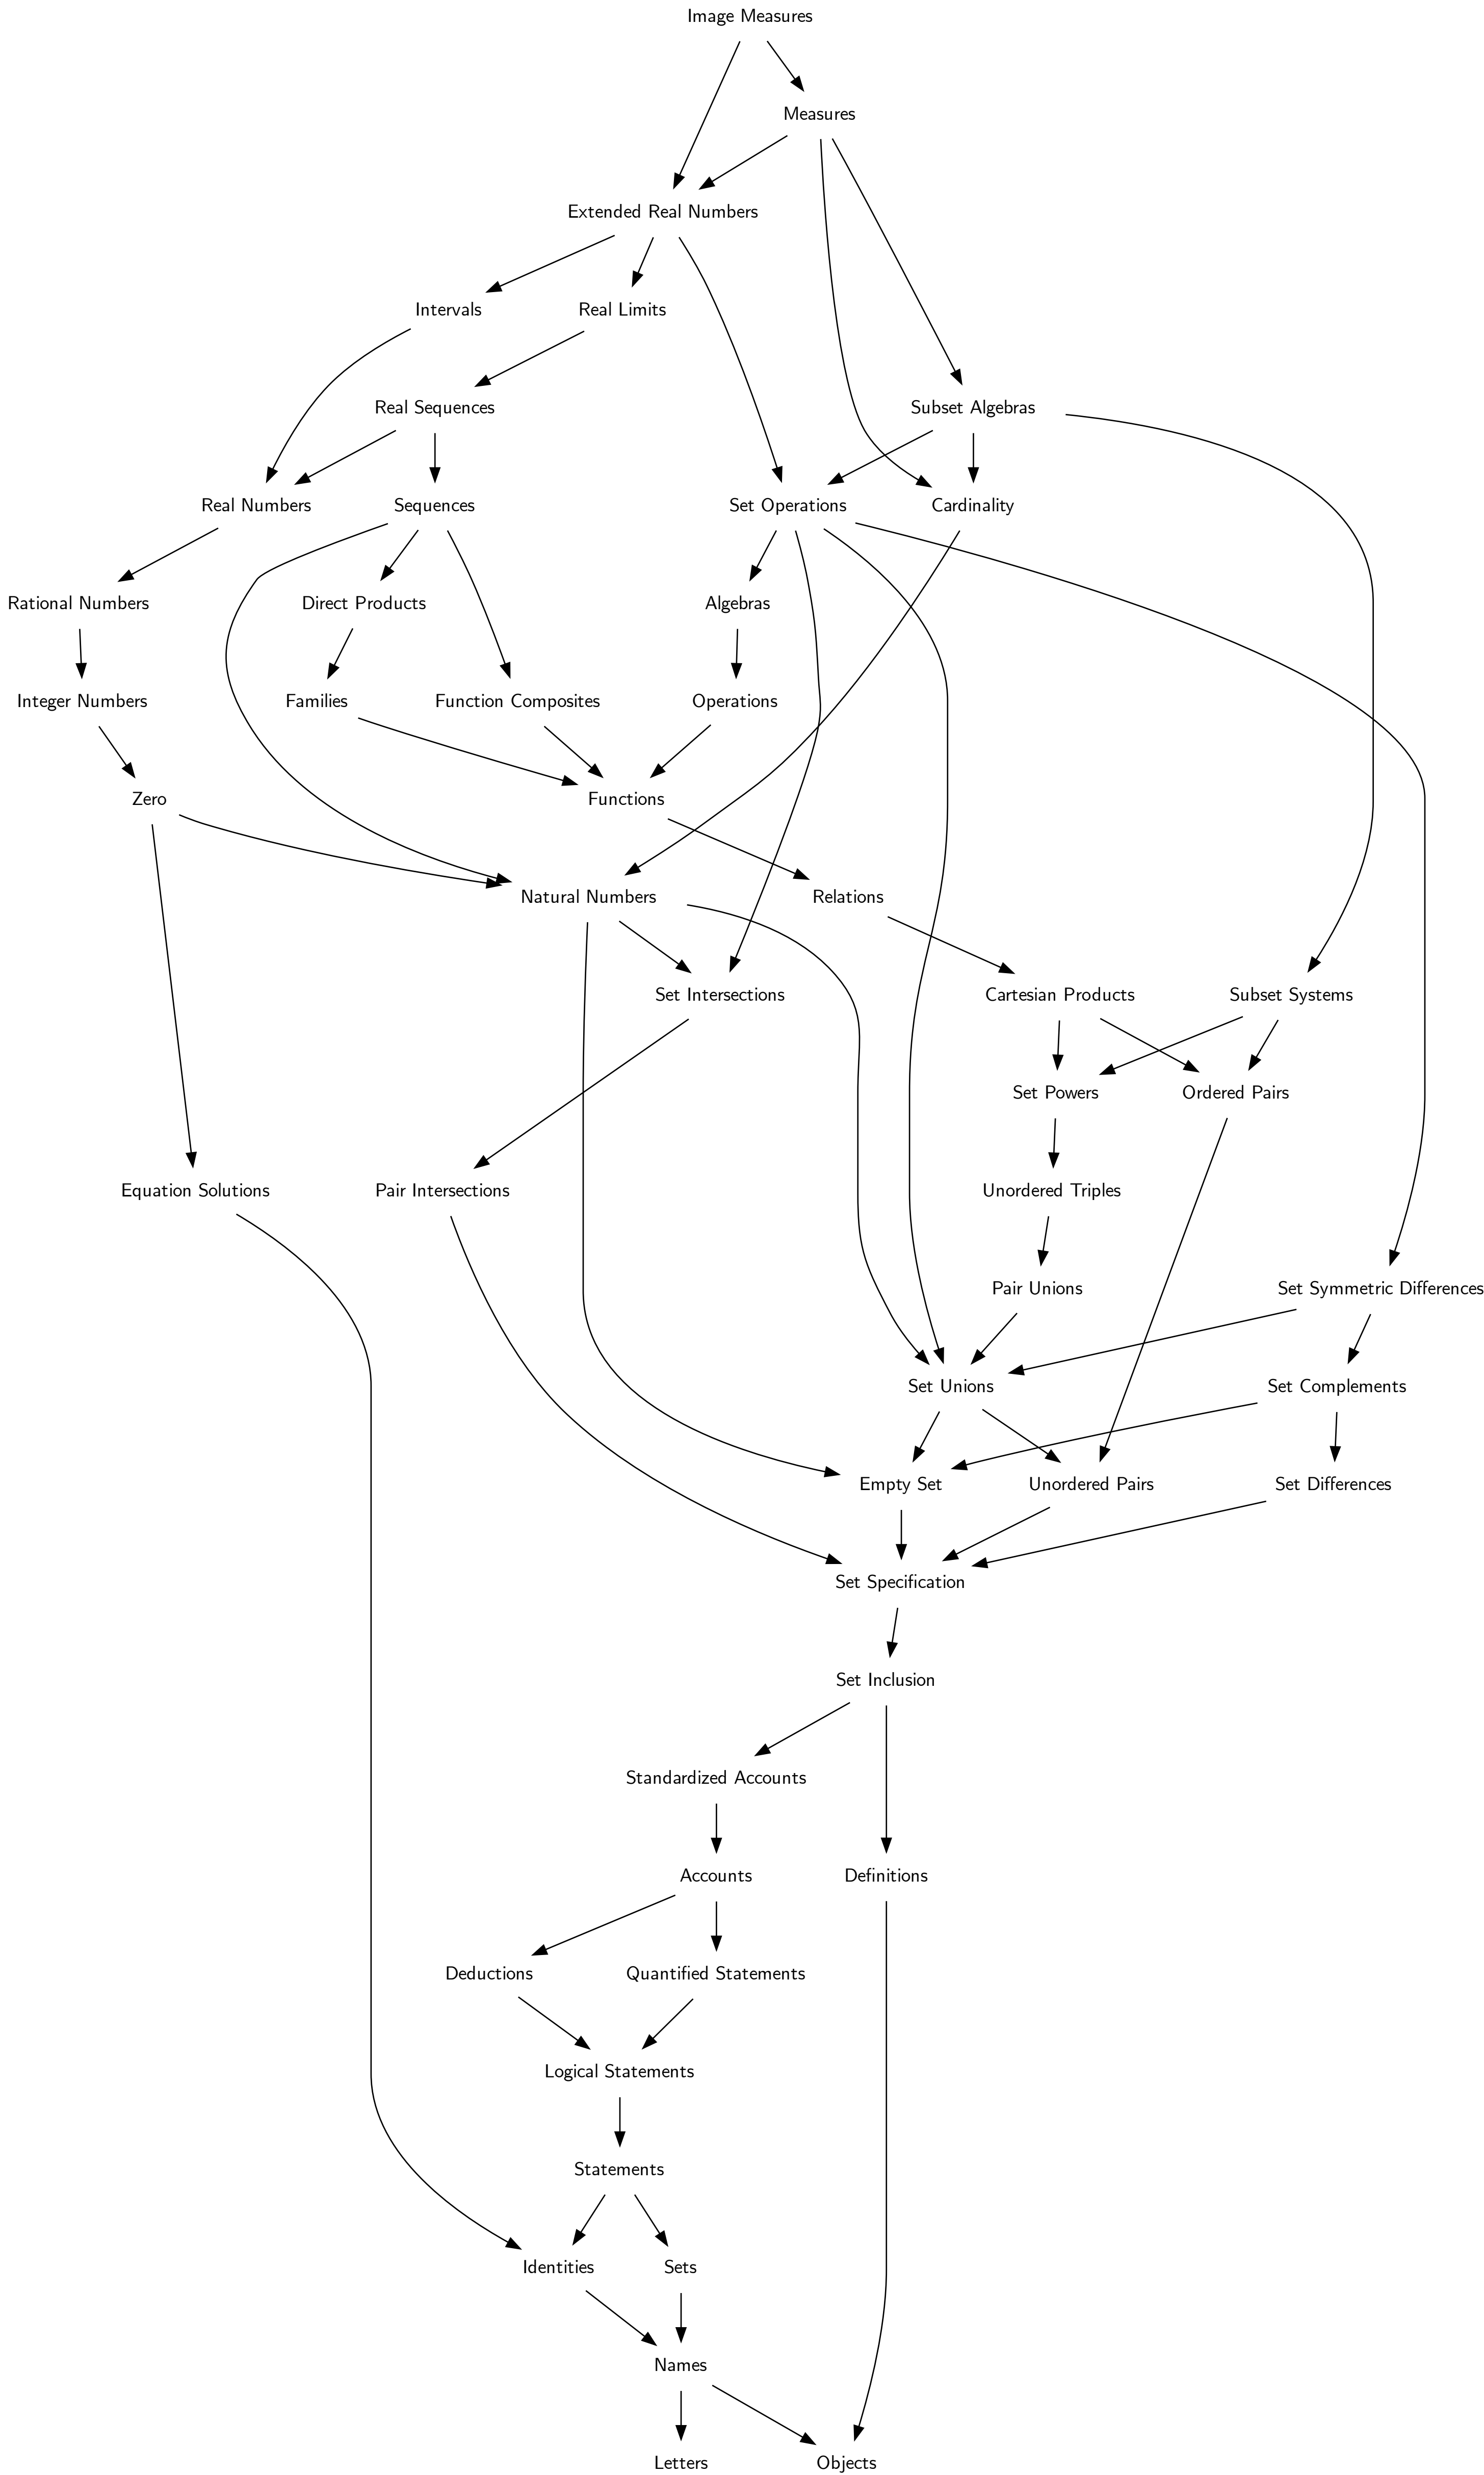 Image Measures
Measures
Extended Real Numbers
Intervals
Real Limits
Real Sequences
Subset Algebras
Real Numbers
Sequences
Set Operations
Cardinality
Rational Numbers
Direct Products
Algebras
Integer Numbers
Families
Function Composites
Operations
Zero
Functions
Natural Numbers
Relations
Set Intersections
Cartesian Products
Subset Systems
Set Powers
Ordered Pairs
Equation Solutions
Pair Intersections
Unordered Triples
Pair Unions
Set Symmetric Differences
Set Unions
Set Complements
Empty Set
Unordered Pairs
Set Differences
Set Specification
Set Inclusion
Standardized Accounts
Accounts
Definitions
Deductions
Quantified Statements
Logical Statements
Statements
Identities
Sets
Names
Letters
Objects